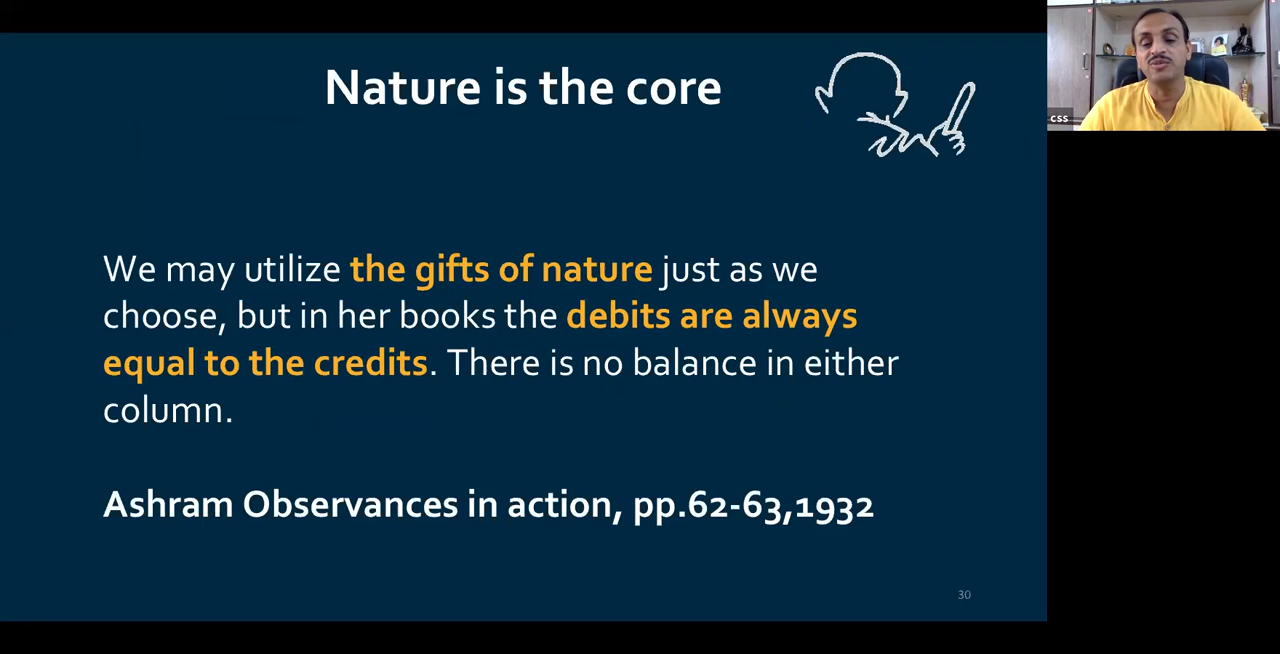 Nature is the core
css
We may utilize the gifts of nature just as we
choose, but in her books the debits are always
equal to the credits. There is no balance in either
column.
Ashram Observances in action, pp.62-63,1932
30